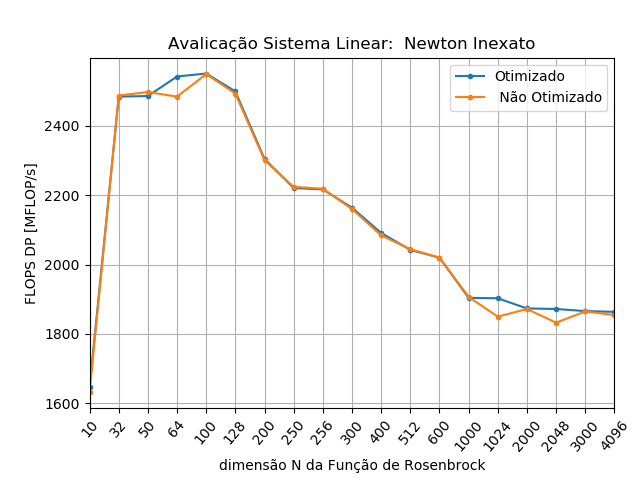 Avalicação Sistema Linear:  Newton Inexato
Otimizado
Não Otimizado
FLOPS DP [MFLOP/s]
2400
2200
2000
1800
1600
10 32 50 64 100 128 200 250 256 300 400 512 600 1000 1024 2000 2048 3000 4096
dimensão N da Função de Rosenbrock